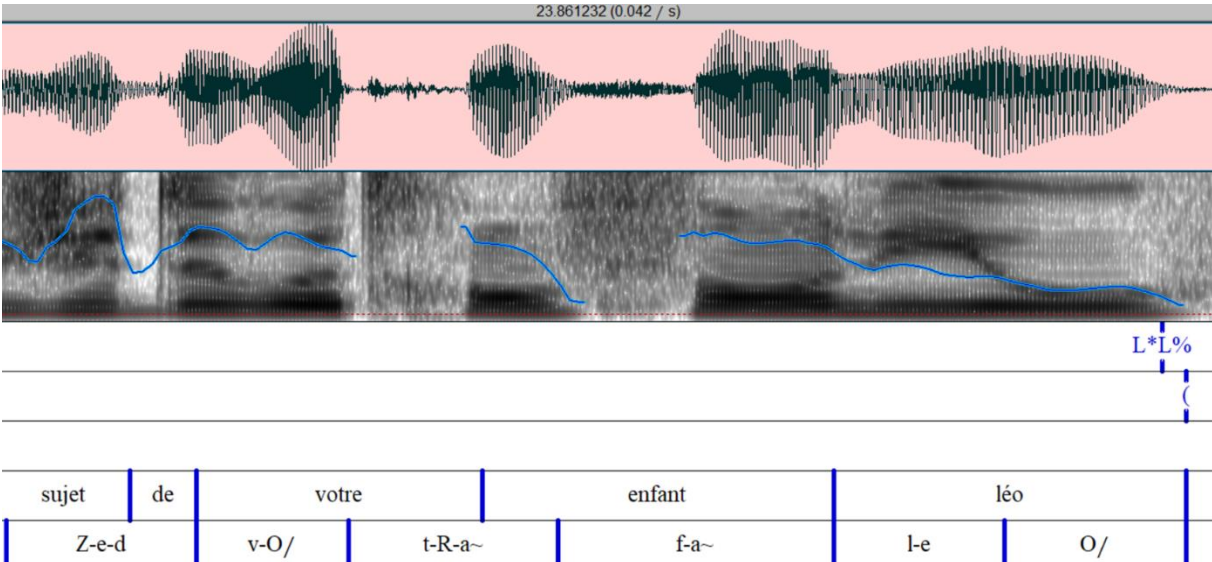 23.861232 (0.042 / s)
L*L%
(
sujet de votre enfant léo
Z-e-d v-O/ t-R-a~ f-a~ l-e O/